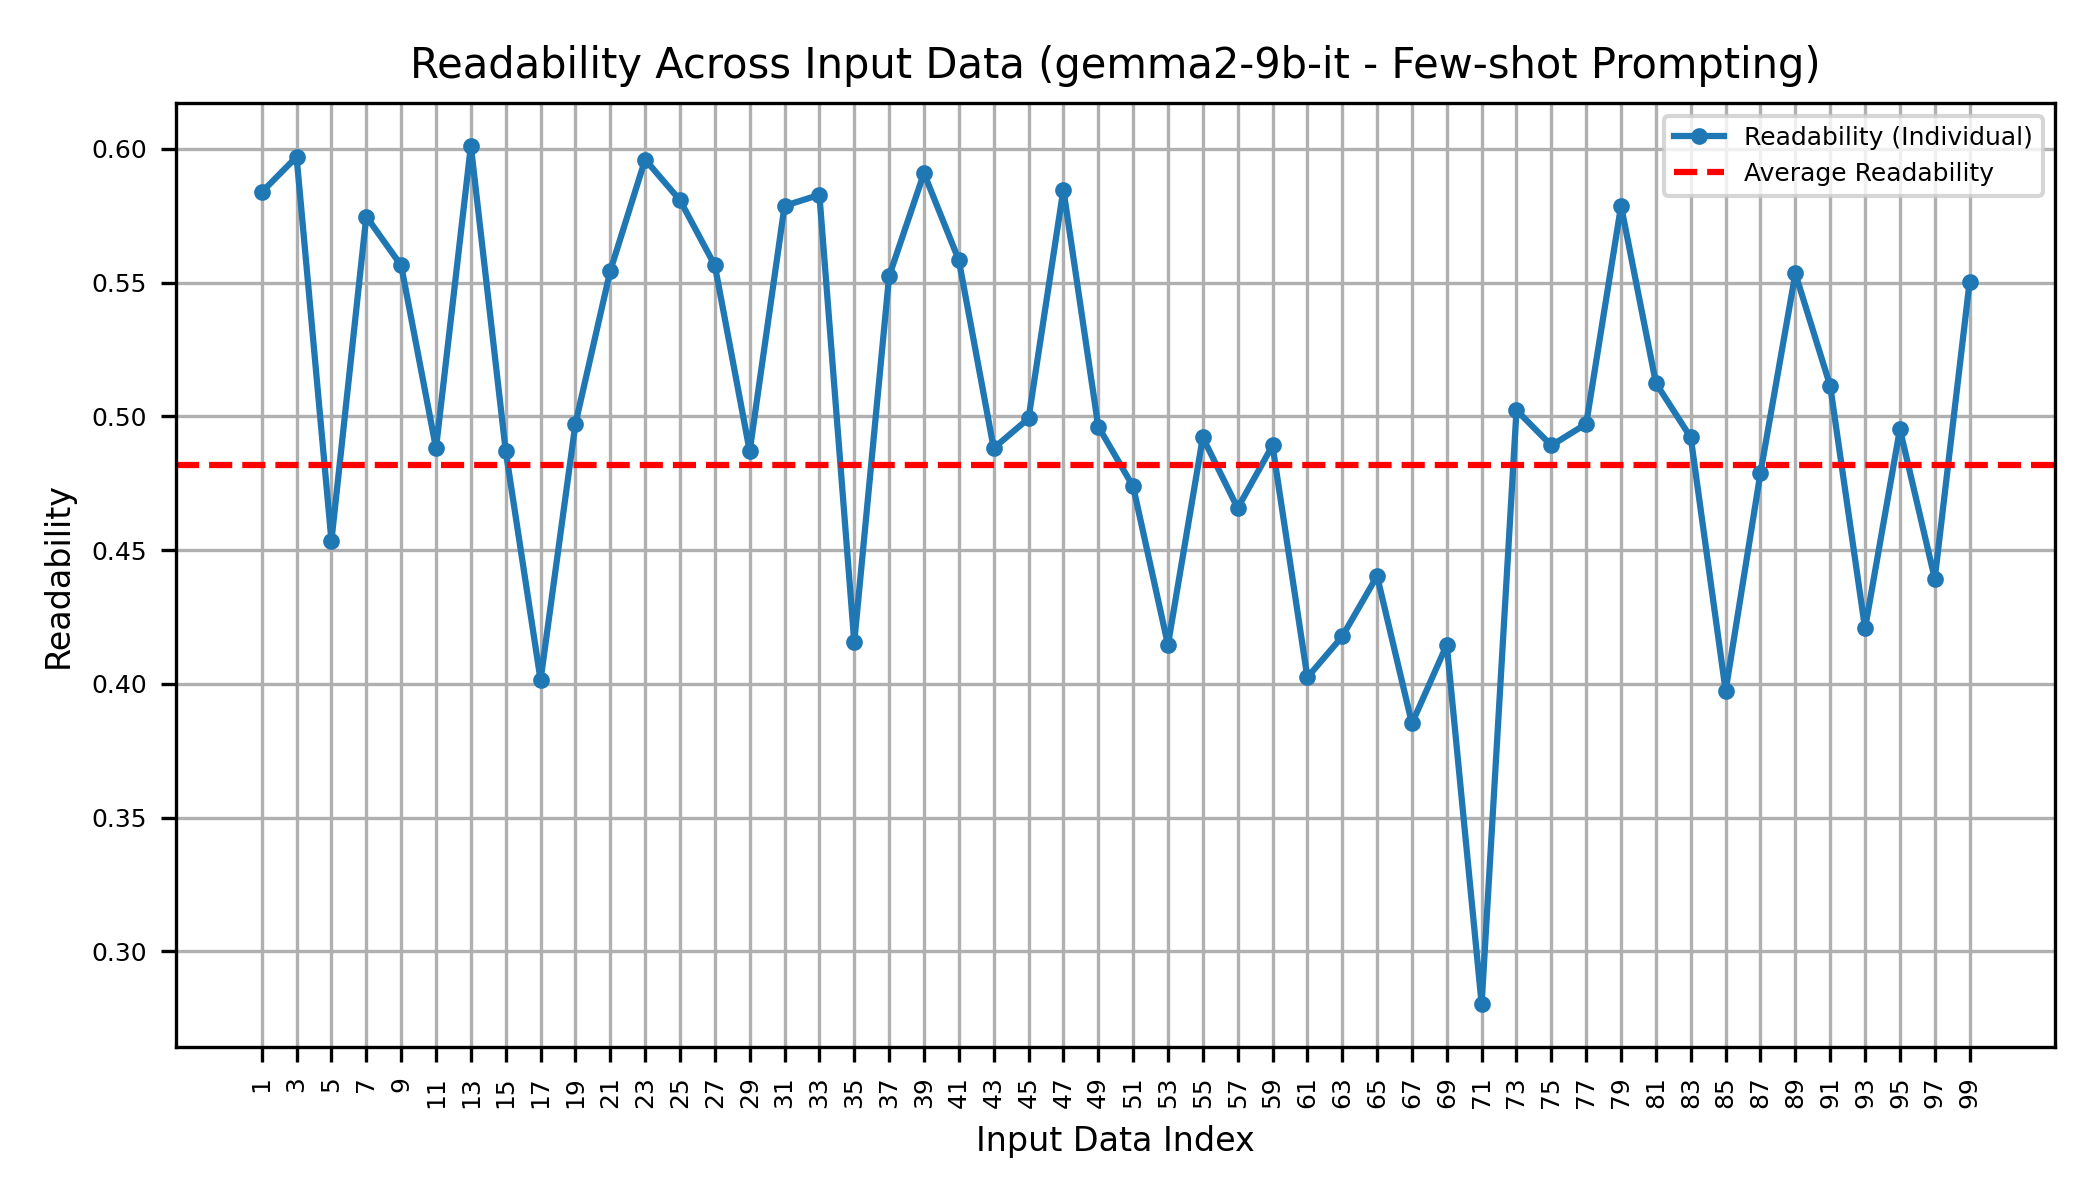 Readability Across Input Data (gemma2-9b-it - Few-shot Prompting)
Readability (Individual)
Average Readability
Readability
0.60
0.55
0.50
0.45
0.40
0.35
0.30
1 3 5 7 9 11 13 15 17 19 21 23 25 27 29 31 33 35 37 39 41 43 45 47 49 51 53 55 57 59 61 63 65 67 69 71 73 75 77 79 81 83 85 87 89 91 93 95 97 99
Input Data Index